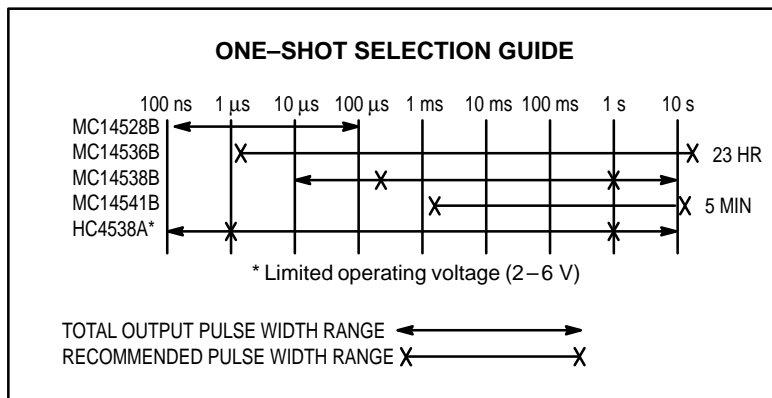 ONE–SHOT SELECTION GUIDE
100 ns 1 µs 10 µs 100 µs 1 ms 10 ms 100 ms 1 s 10 s
MC14528B
MC14536B 23 HR
MC14538B
MC14541B 5 MIN
HC4538A*
* Limited operating voltage (2–6 V)
TOTAL OUTPUT PULSE WIDTH RANGE
RECOMMENDED PULSE WIDTH RANGE